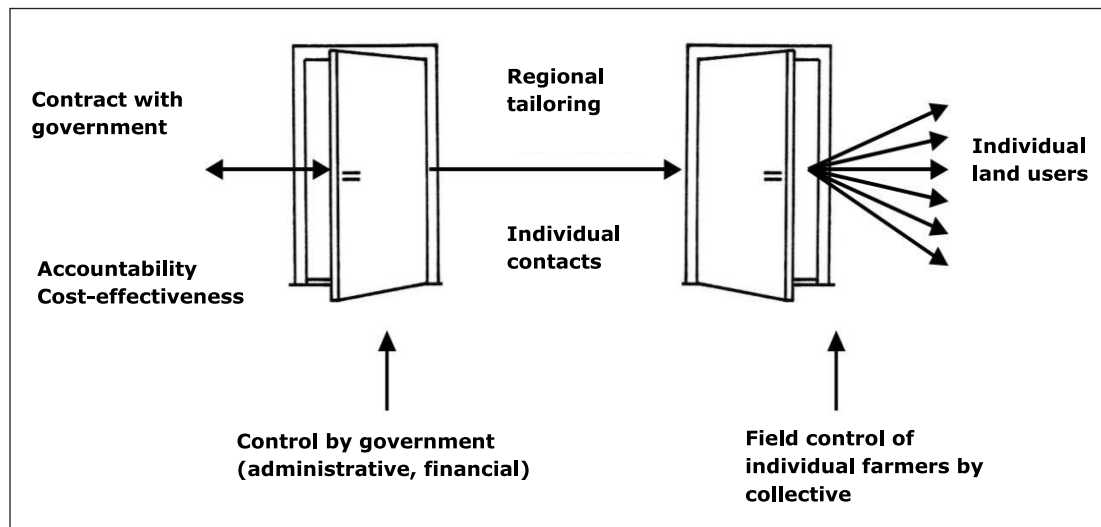 Contract with
government
Accountability
Cost-effectiveness
Regional
tailoring
Individual
contacts
Individual
land users
Control by government
(administrative, financial)
Field control of
individual farmers by
collective